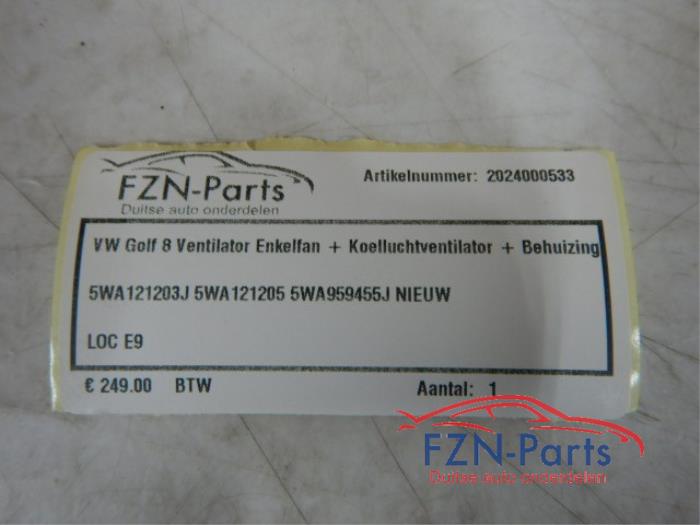 FZN-Parts
Duitse auto onderdelen
Artikelnummer: 2024000533
VW Golf 8 Ventilator Enkelfan + Koelluchtventilator + Behuizing
5WA121203J 5WA121205 5WA959455J NIEUW
LOC E9
€ 249.00 BTW
Aantal: 1
FZN-Parts
Duitse auto onderdelen